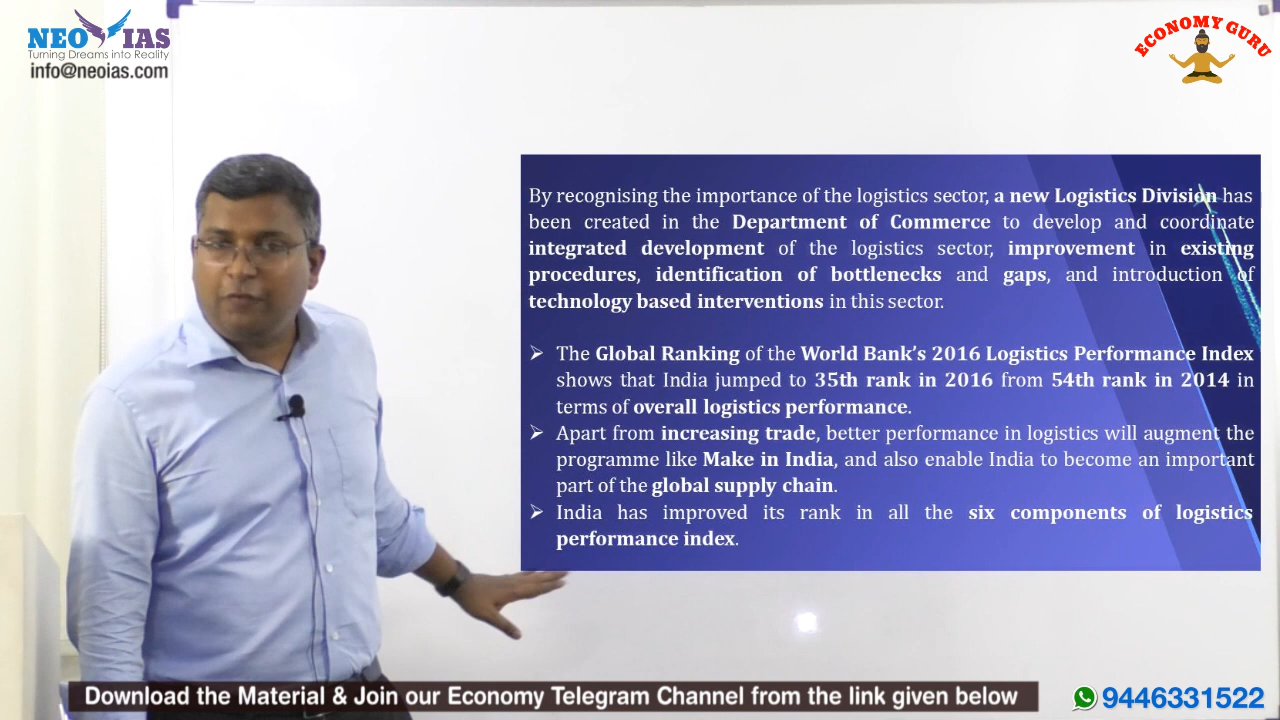 NEO IAS
Turning Dreams into Reality
info@neoias.com
ECONOMY GURU
By recognising the importance of the logistics sector, a new Logistics Division has
been created in the Department of Commerce to develop and coordinate
integrated development of the logistics sector, improvement in existing
procedures, identification of bottlenecks and gaps, and introduction of
technology based interventions in this sector.
➢ The Global Ranking of the World Bank’s 2016 Logistics Performance Index
shows that India jumped to 35th rank in 2016 from 54th rank in 2014 in
terms of overall logistics performance.
➢ Apart from increasing trade, better performance in logistics will augment the
programme like Make in India, and also enable India to become an important
part of the global supply chain.
➢ India has improved its rank in all the six components of logistics
performance index.
Download the Material & Join our Economy Telegram Channel from the link given below
9446331522